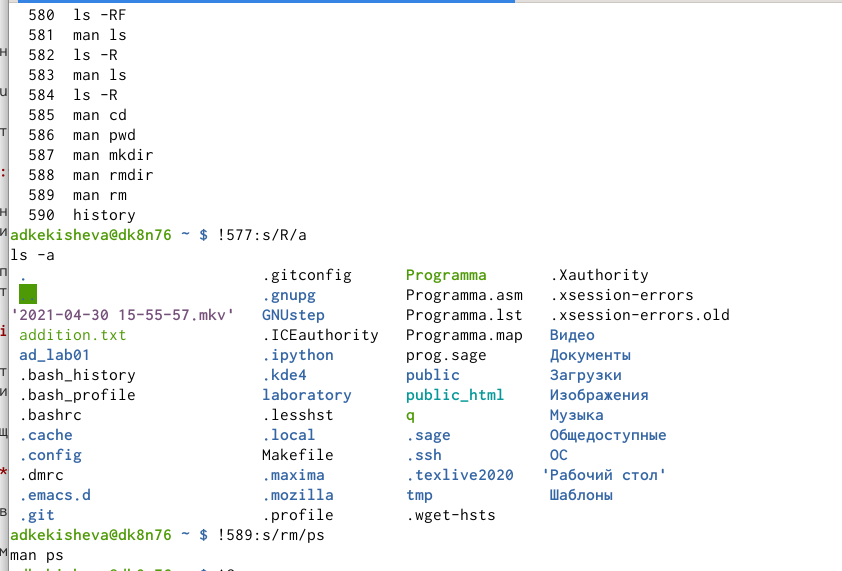 580  ls -RF
581  man ls
582  ls -R
583  man ls
584  ls -R
585  man cd
586  man pwd
587  man mkdir
588  man rmdir
589  man rm
590  history
adkekisheva@dk8n76 ~ $ !577:s/R/a
ls -a
. .gitconfig Programma .Xauthority
.. .gnupg Programma.asm .xsession-errors
'2021-04-30 15-55-57.mkv' GNUstep Programma.lst .xsession-errors.old
addition.txt .ICEauthority Programma.map Видео
ad_lab01 .ipython prog.sage Документы
.bash_history .kde4 public Загрузки
.bash_profile laboratory public_html Изображения
.bashrc .lesshst q Музыка
.cache .local .sage Общедоступные
.config Makefile .ssh ОС
.dmrc .maxima .texlive2020 'Рабочий стол'
.emacs.d .mozilla tmp Шаблоны
.git .profile .wget-hsts
adkekisheva@dk8n76 ~ $ !589:s/rm/ps
man ps